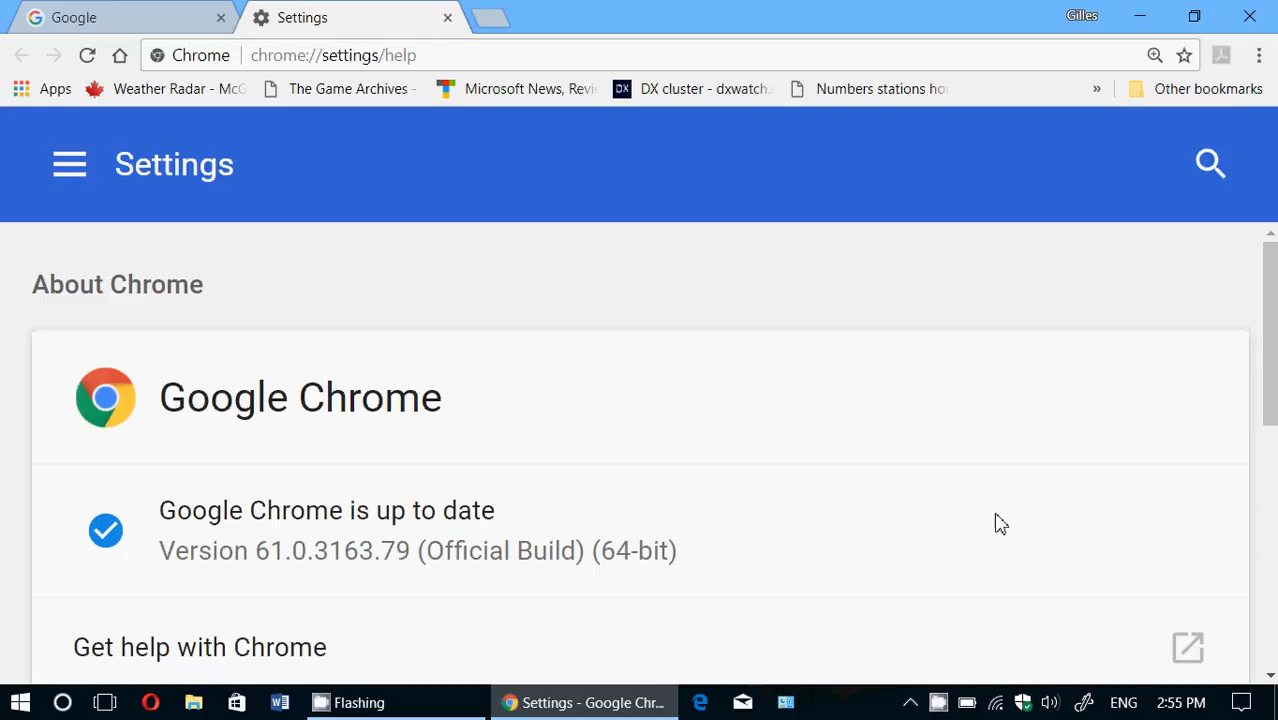 Google
Settings
Gilles
Chrome
chrome://settings/help
Apps
Weather Radar - McG
The Game Archives -
Microsoft News, Revi
DX
DX cluster - dxwatch.
Numbers stations ho
»
Other bookmarks
Settings
About Chrome
Google Chrome
Google Chrome is up to date
Version 61.0.3163.79 (Official Build) (64-bit)
Get help with Chrome
Flashing
Settings - Google Chr...
ENG
2:55 PM